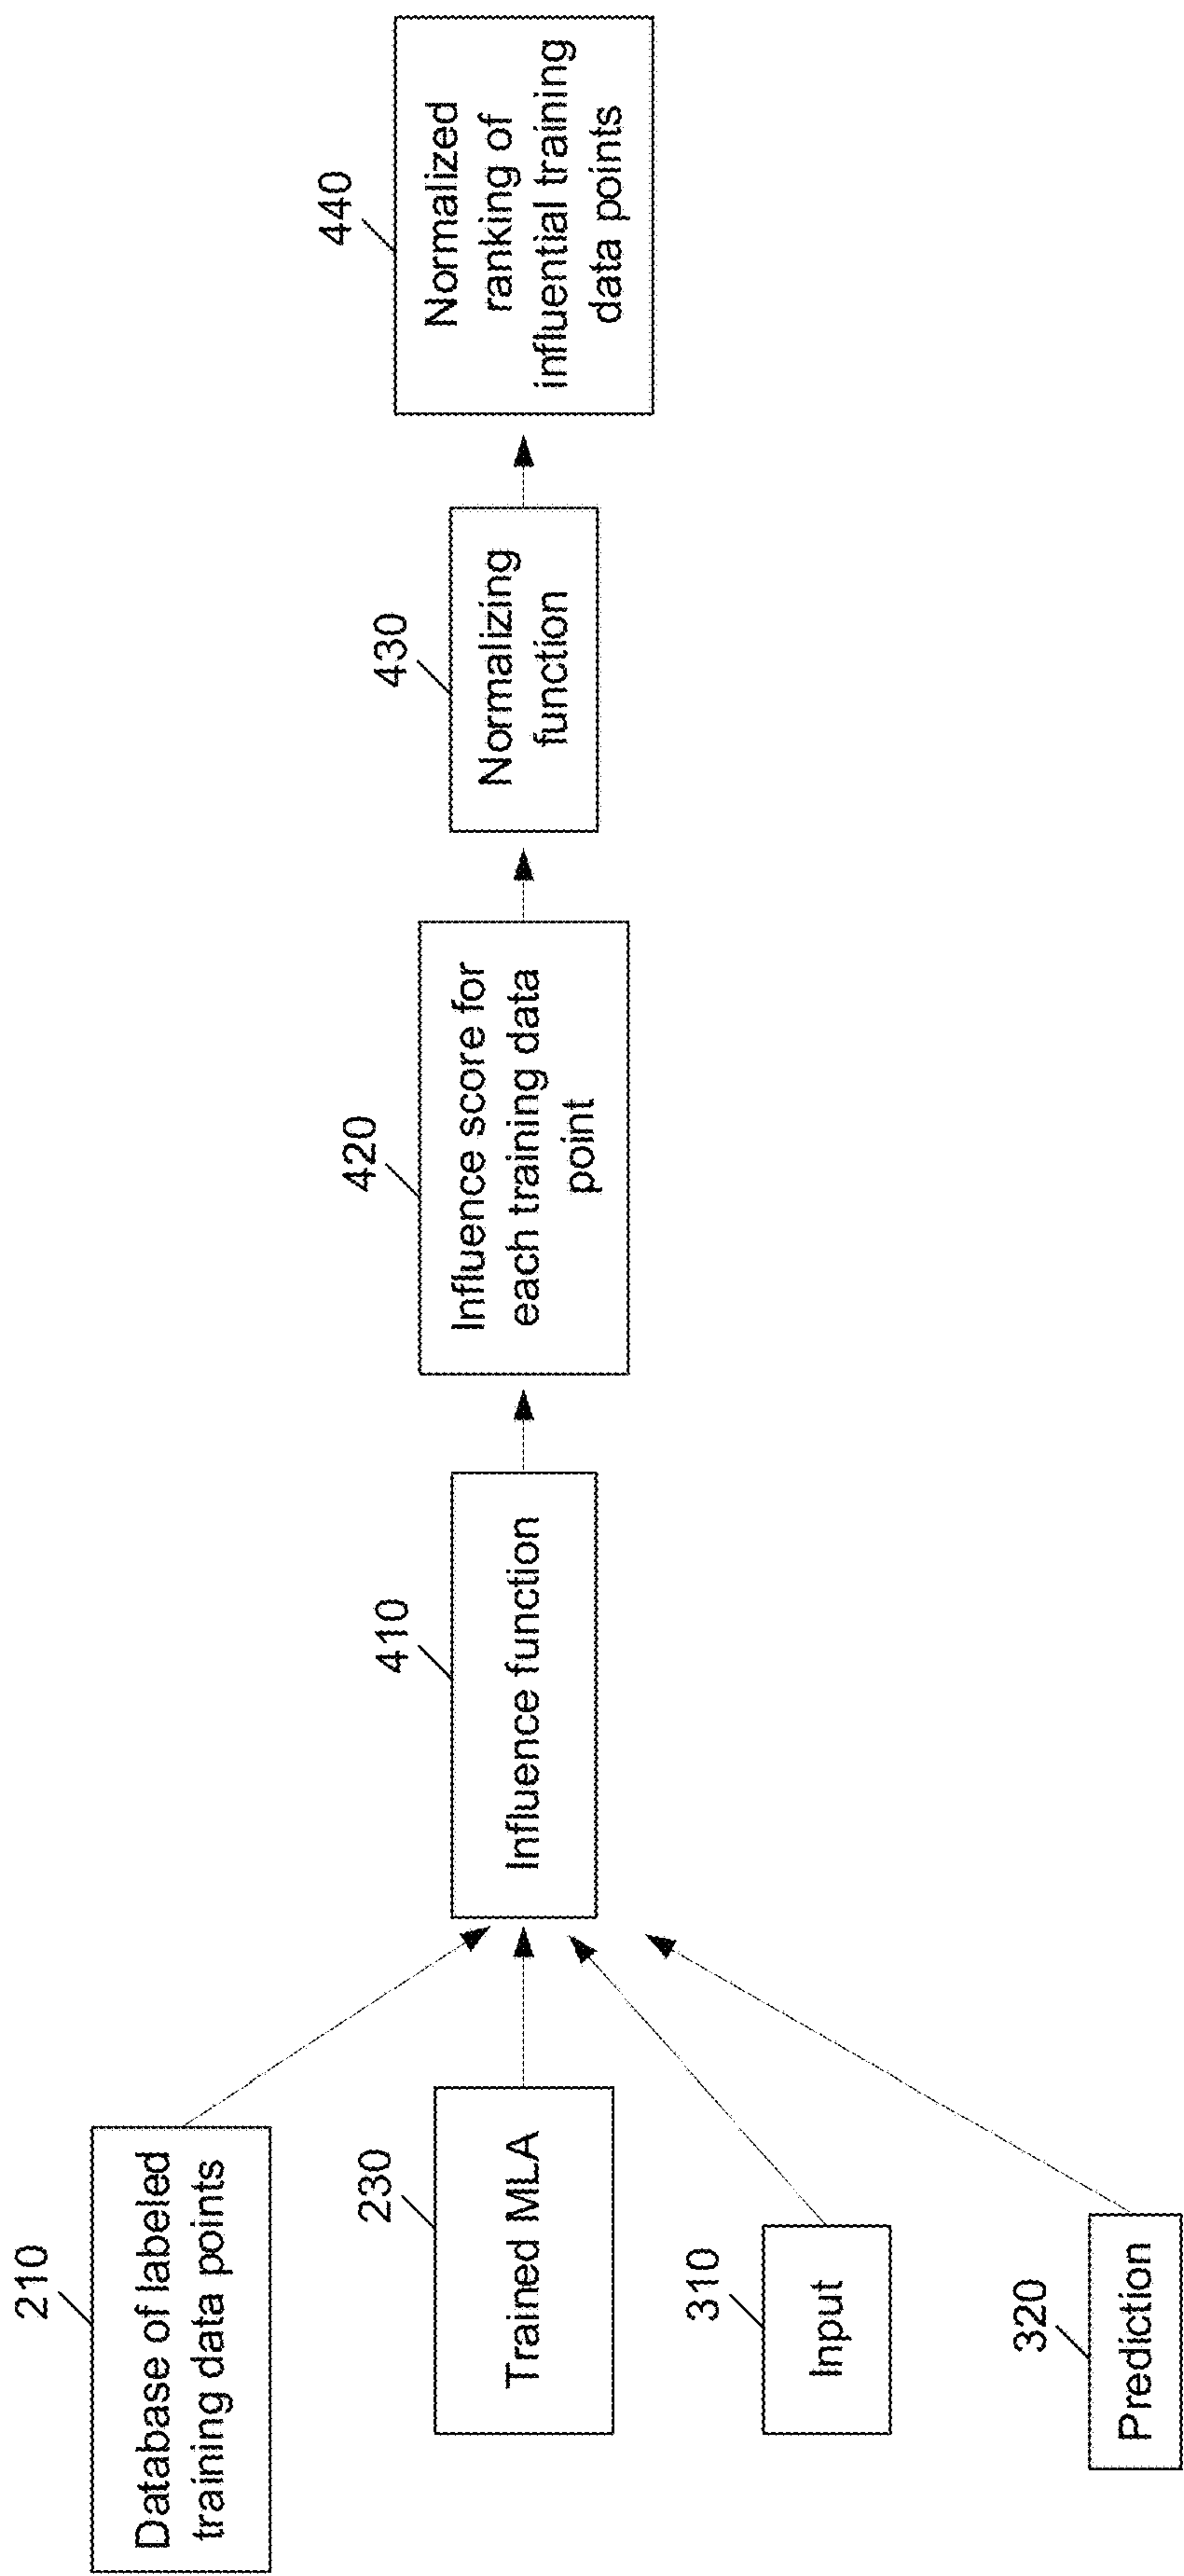 210
Database of labeled
training data points
230
Trained MLA
310
Input
320
Prediction
410
Influence function
420
Influence score for
each training data
point
430
Normalizing
function
440
Normalized
ranking of
influential training
data points